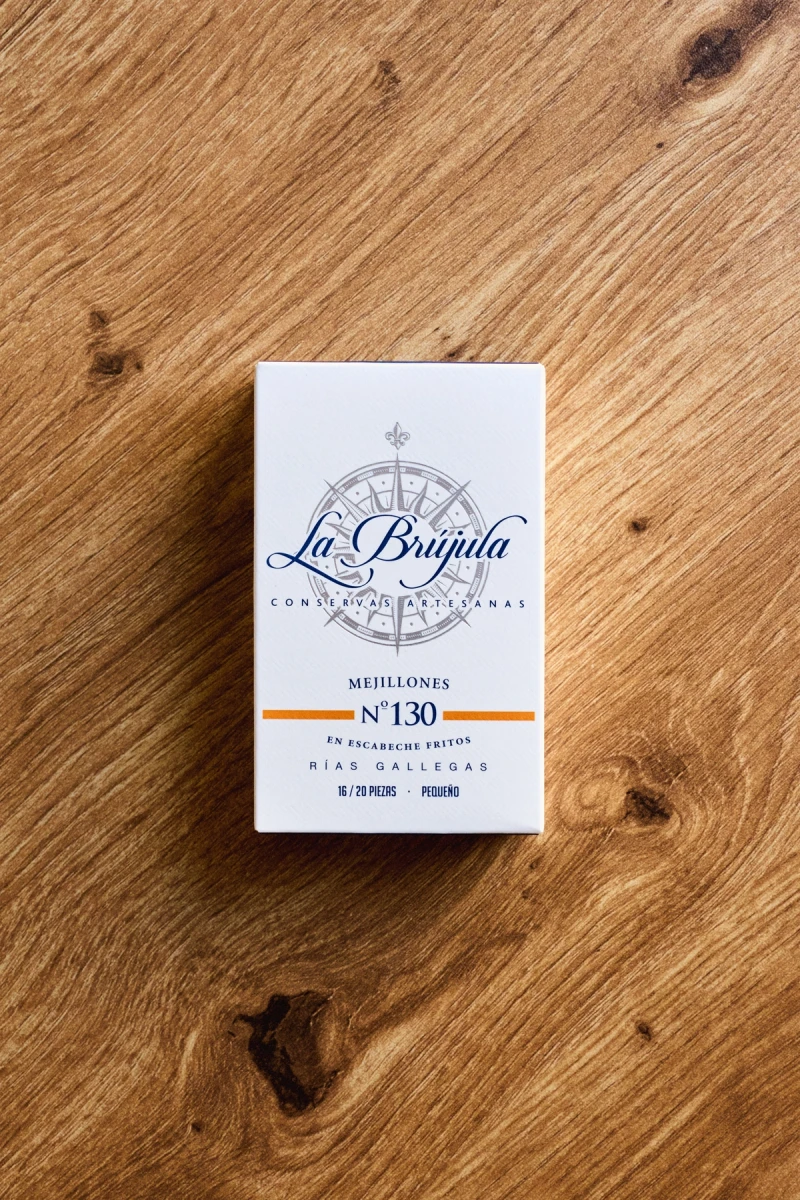 La Brújula
CONSERVAS ARTESANAS
MEJILLONES
Nº130
EN ESCABECHE FRITOS
RÍAS GALLEGAS
16 / 20 PIEZAS · PEQUEÑO